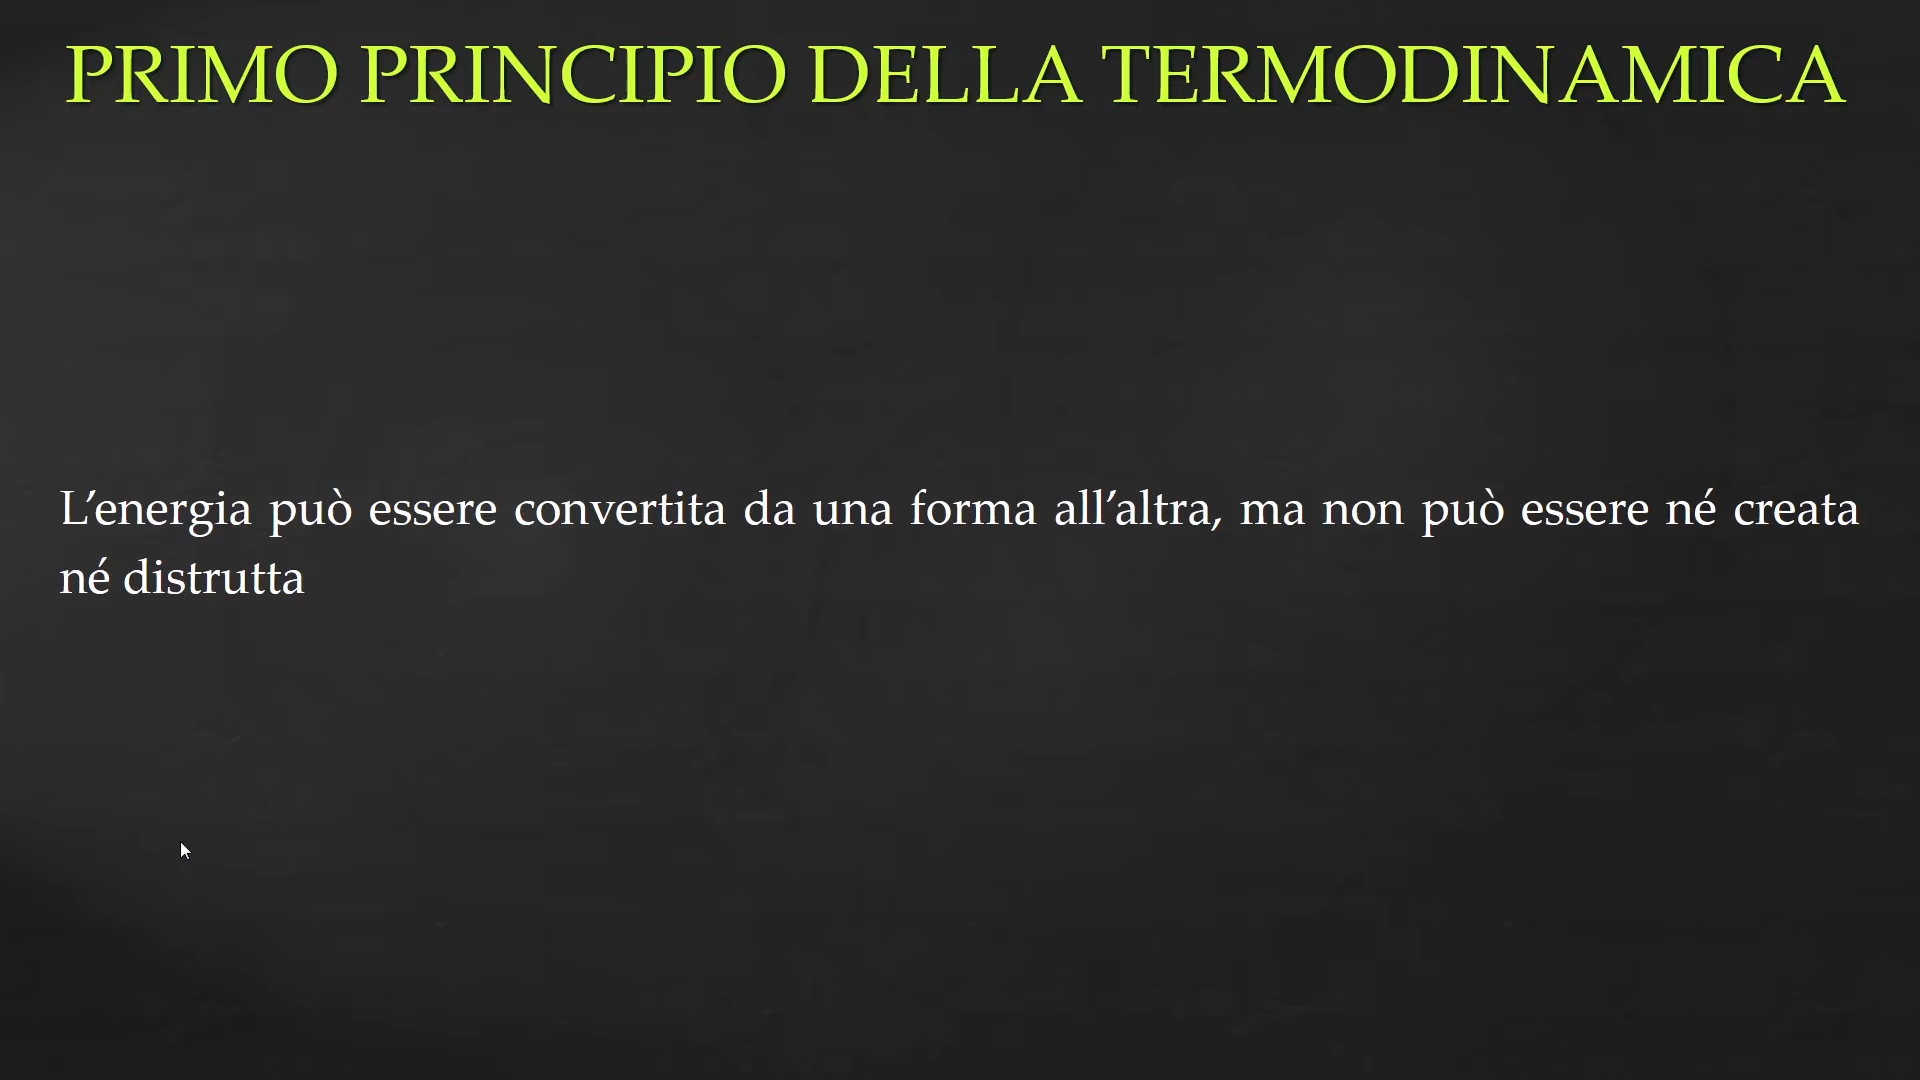 PRIMO PRINCIPIO DELLA TERMODINAMICA
L’energia può essere convertita da una forma all’altra, ma non può essere né creata
né distrutta